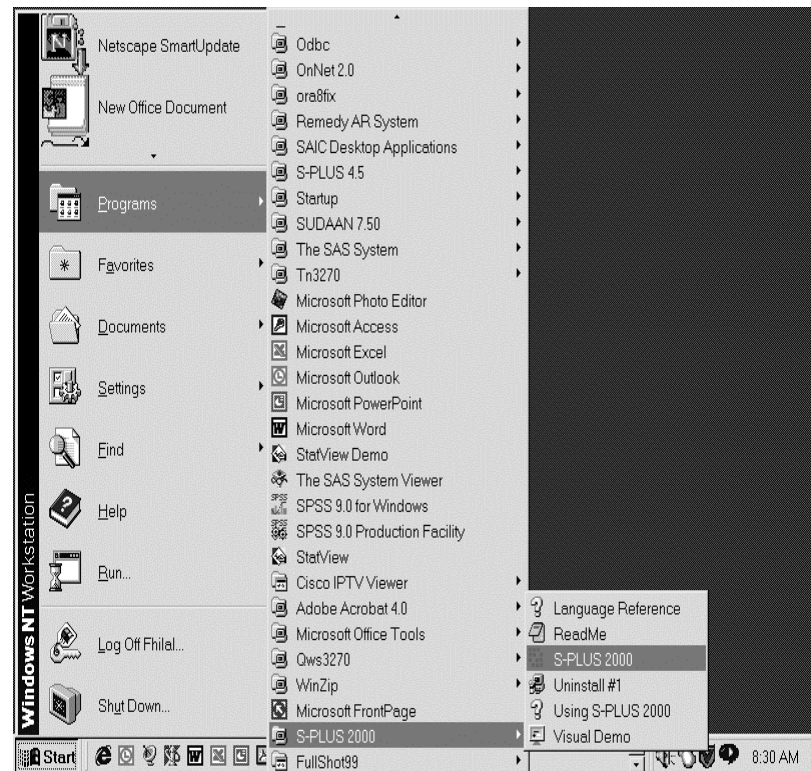 Netscape SmartUpdate
New Office Document
Programs
Favorites
Documents
Settings
Find
Help
Run...
Log Off Fhilal...
Shut Down...
Windows NT Workstation
Odbc
OnNet 2.0
ora8fix
Remedy AR System
SAIC Desktop Applications
S-PLUS 4.5
Startup
SUDAAN 7.50
The SAS System
Tn3270
Microsoft Photo Editor
Microsoft Access
Microsoft Excel
Microsoft Outlook
Microsoft PowerPoint
Microsoft Word
StatView Demo
The SAS System Viewer
SPSS 9.0 for Windows
SPSS 9.0 Production Facility
StatView
Cisco IPTV Viewer
Adobe Acrobat 4.0
Microsoft Office Tools
Qws3270
WinZip
Microsoft FrontPage
S-PLUS 2000
FullShot99
Language Reference
ReadMe
S-PLUS 2000
Uninstall #1
Using S-PLUS 2000
Visual Demo
Start
8:30 AM